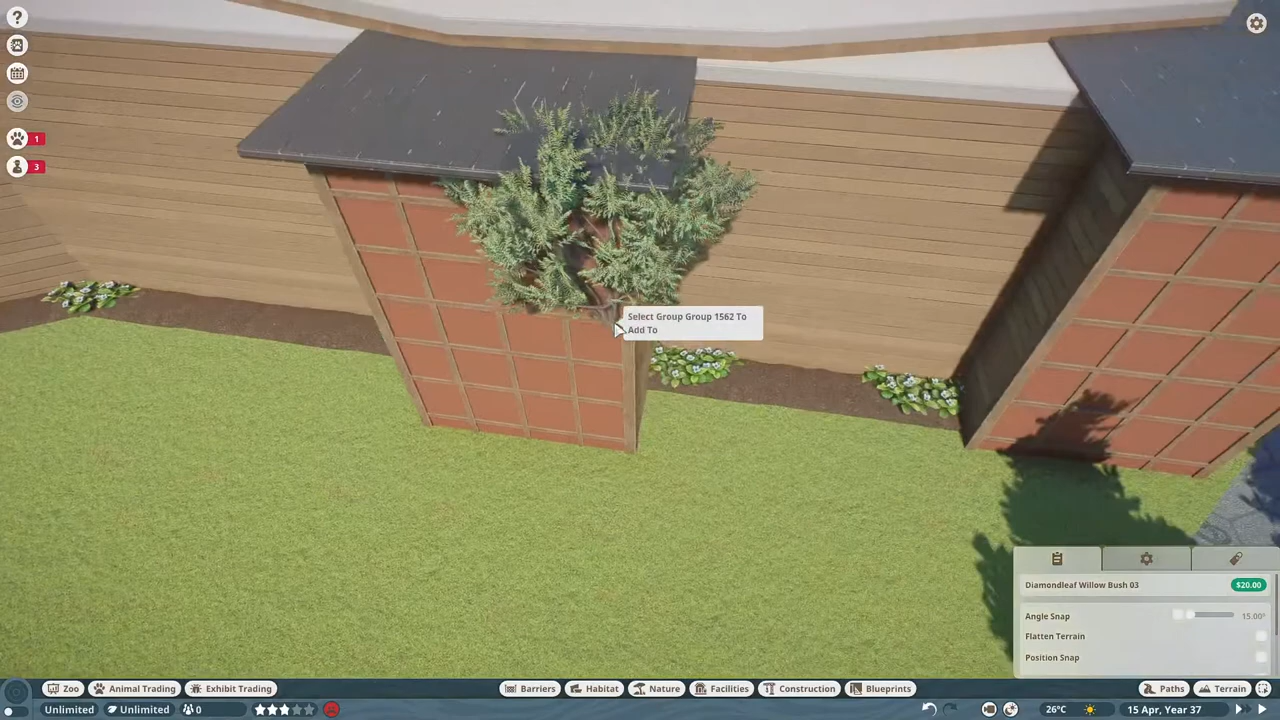 ?
1
3
Select Group Group 1562 To
Add To
Diamondleaf Willow Bush 03 $20.00
Angle Snap 15.00°
Flatten Terrain
Position Snap
Zoo Animal Trading Exhibit Trading Barriers Habitat Nature Facilities Construction Blueprints Paths Terrain
Unlimited Unlimited 0 26°C 15 Apr, Year 37